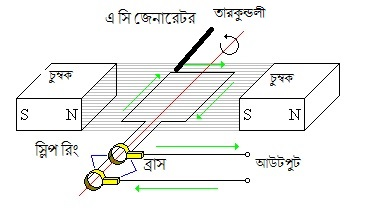 এ সি জেনারেটর
তারকুন্ডলী
চুম্বক
চুম্বক
S N
S N
স্লিপ রিং
ব্রাস
আউটপুট